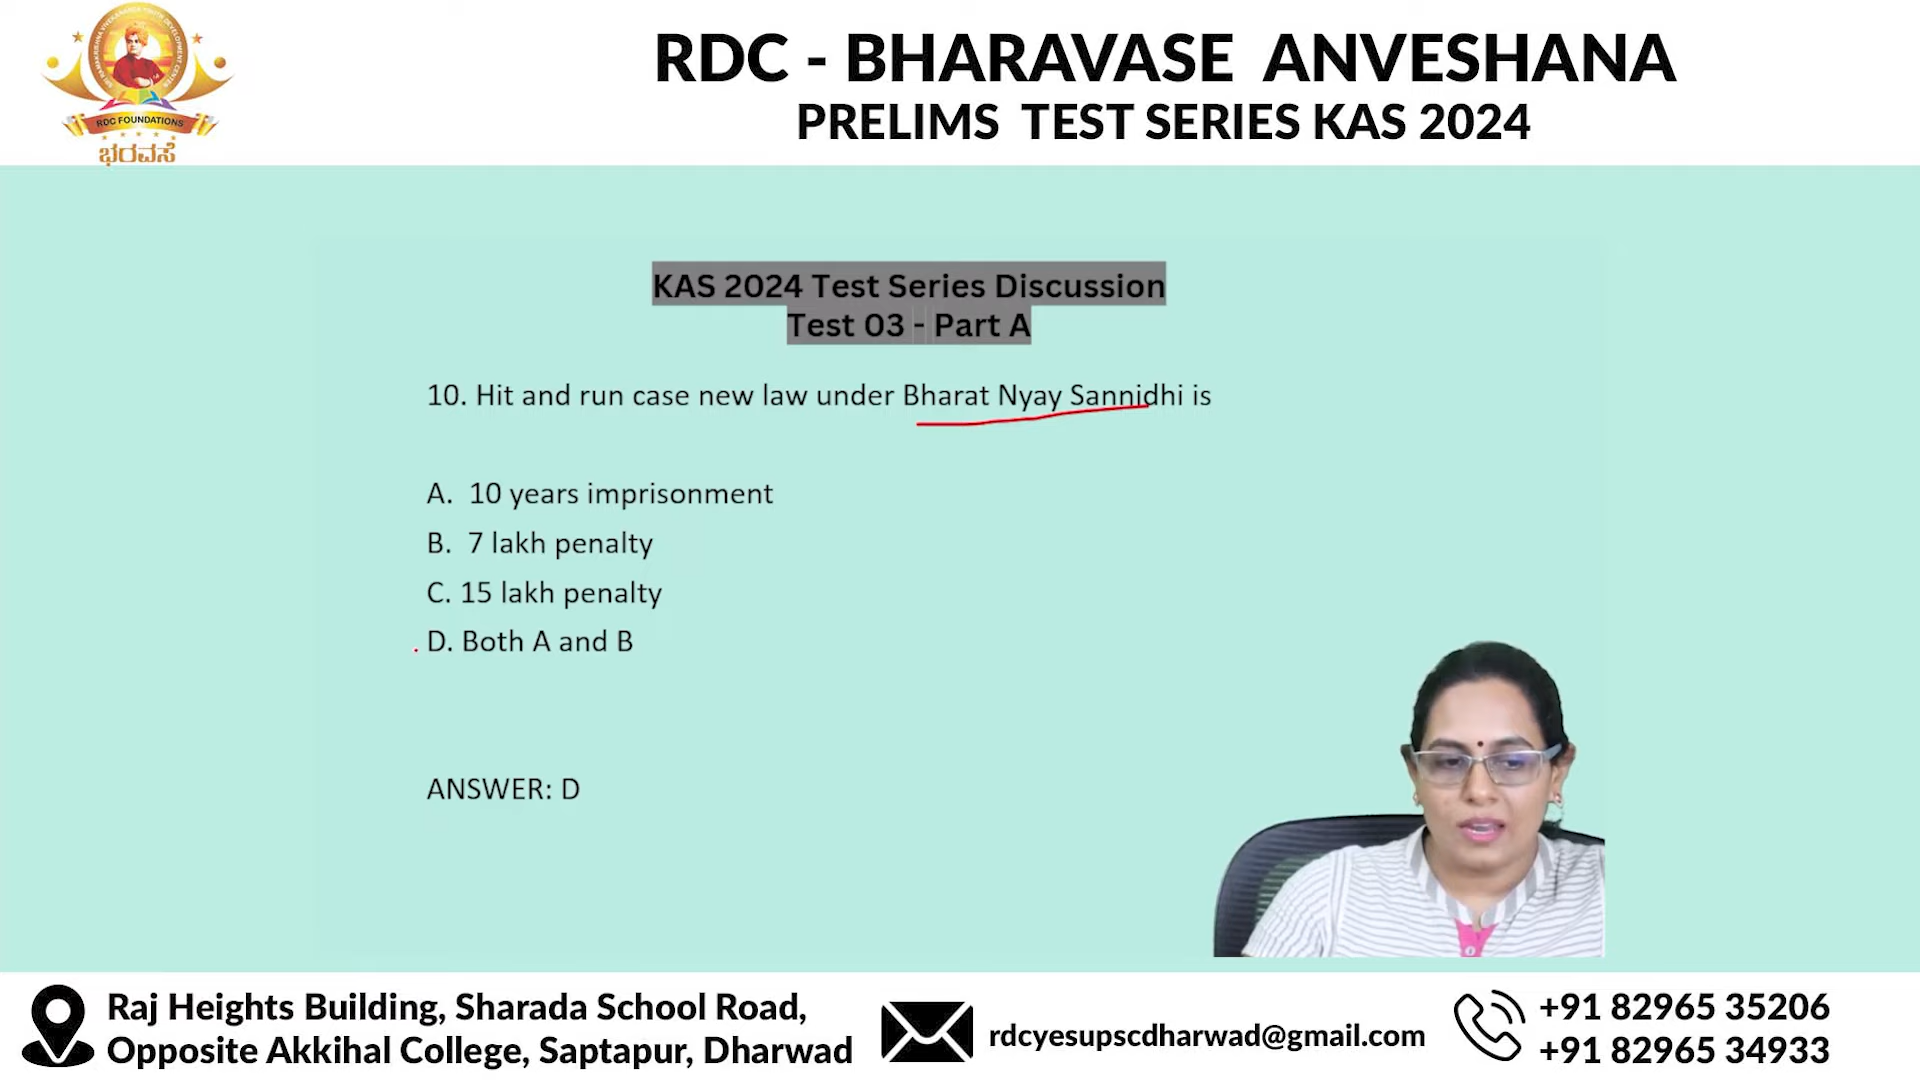 RDC - BHARAVASE ANVESHANA
PRELIMS TEST SERIES KAS 2024
RDC FOUNDATIONS
ಭರವಸೆ
KAS 2024 Test Series Discussion
Test 03 - Part A
10. Hit and run case new law under Bharat Nyay Sannidhi is
A. 10 years imprisonment
B. 7 lakh penalty
C. 15 lakh penalty
D. Both A and B
ANSWER: D
Raj Heights Building, Sharada School Road,
Opposite Akkihal College, Saptapur, Dharwad
rdcyesupscdharwad@gmail.com
+91 82965 35206
+91 82965 34933